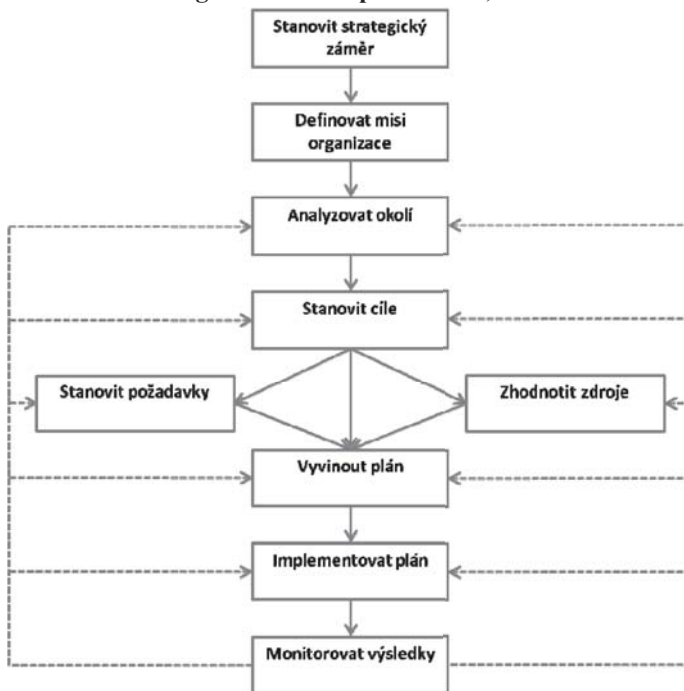 Stanovit strategický
záměr
Definovat misi
organizace
Analyzovat okolí
Stanovit cíle
Stanovit požadavky
Zhodnotit zdroje
Vyvinout plán
Implementovat plán
Monitorovat výsledky